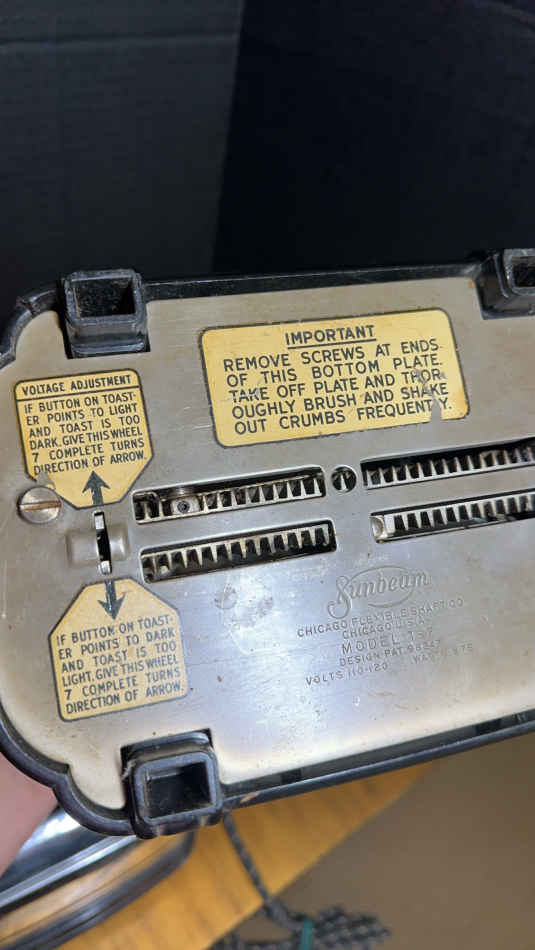 IMPORTANT
REMOVE SCREWS AT ENDS
OF THIS BOTTOM PLATE.
TAKE OFF PLATE AND THOR-
OUGHLY BRUSH AND SHAKE
OUT CRUMBS FREQUENTLY.
VOLTAGE ADJUSTMENT
IF BUTTON ON TOAST-
ER POINTS TO LIGHT
AND TOAST IS TOO
DARK. GIVE THIS WHEEL
7 COMPLETE TURNS
DIRECTION OF ARROW.
IF BUTTON ON TOAST-
ER POINTS TO DARK
AND TOAST IS TOO
LIGHT. GIVE THIS WHEEL
7 COMPLETE TURNS
DIRECTION OF ARROW.
Sunbeam
CHICAGO FLEXIBLE SHAFT CO.
CHICAGO U.S.A.
MODEL
DESIGN PAT.
VOLTS 110-120 WATTS 875